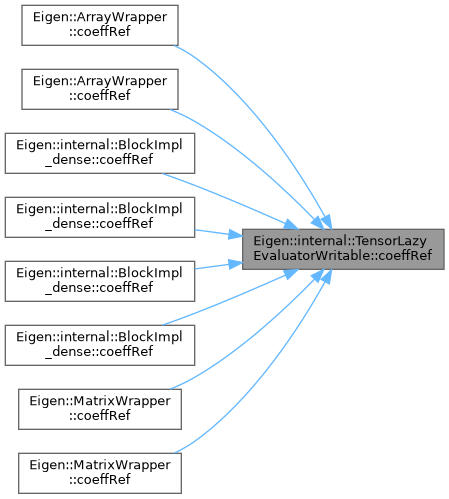 Eigen::ArrayWrapper
::coeffRef
Eigen::ArrayWrapper
::coeffRef
Eigen::internal::BlockImpl
_dense::coeffRef
Eigen::internal::BlockImpl
_dense::coeffRef
Eigen::internal::TensorLazy
EvaluatorWritable::coeffRef
Eigen::internal::BlockImpl
_dense::coeffRef
Eigen::internal::BlockImpl
_dense::coeffRef
Eigen::MatrixWrapper
::coeffRef
Eigen::MatrixWrapper
::coeffRef